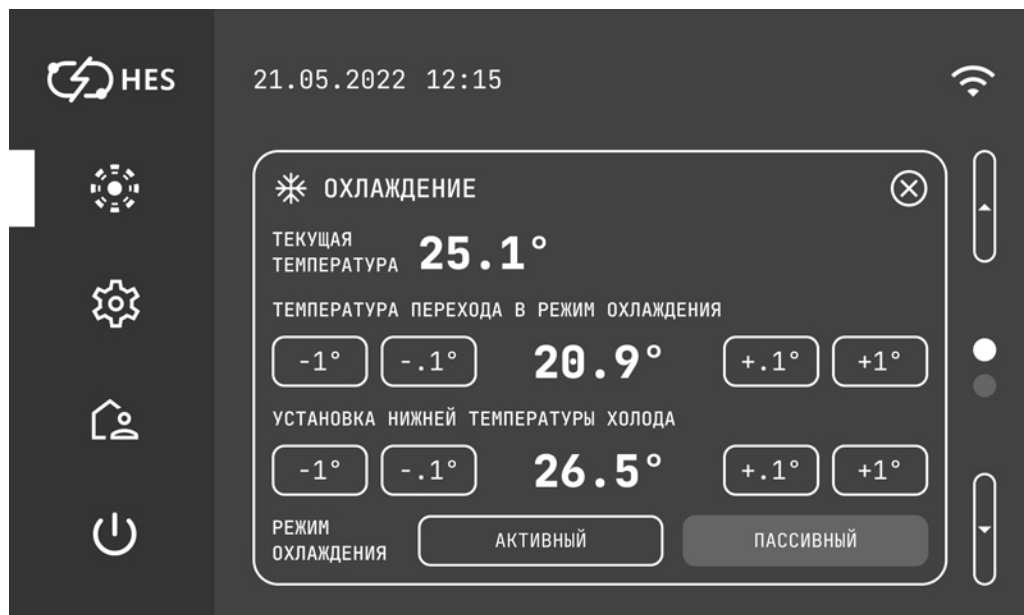 HES
21.05.2022 12:15
ОХЛАЖДЕНИЕ
ТЕКУЩАЯ
ТЕМПЕРАТУРА 25.1°
ТЕМПЕРАТУРА ПЕРЕХОДА В РЕЖИМ ОХЛАЖДЕНИЯ
-1° -.1° 20.9° +.1° +1°
УСТАНОВКА НИЖНЕЙ ТЕМПЕРАТУРЫ ХОЛОДА
-1° -.1° 26.5° +.1° +1°
РЕЖИМ
ОХЛАЖДЕНИЯ АКТИВНЫЙ ПАССИВНЫЙ